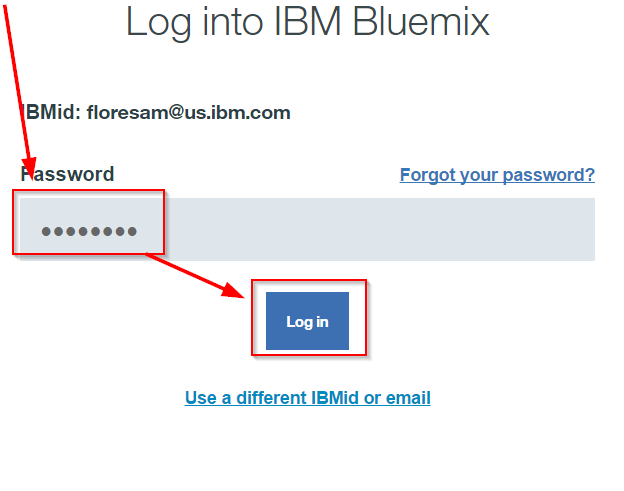 Log into IBM Bluemix
IBMid: floresam@us.ibm.com
Password
Forgot your password?
••••••••
Log in
Use a different IBMid or email